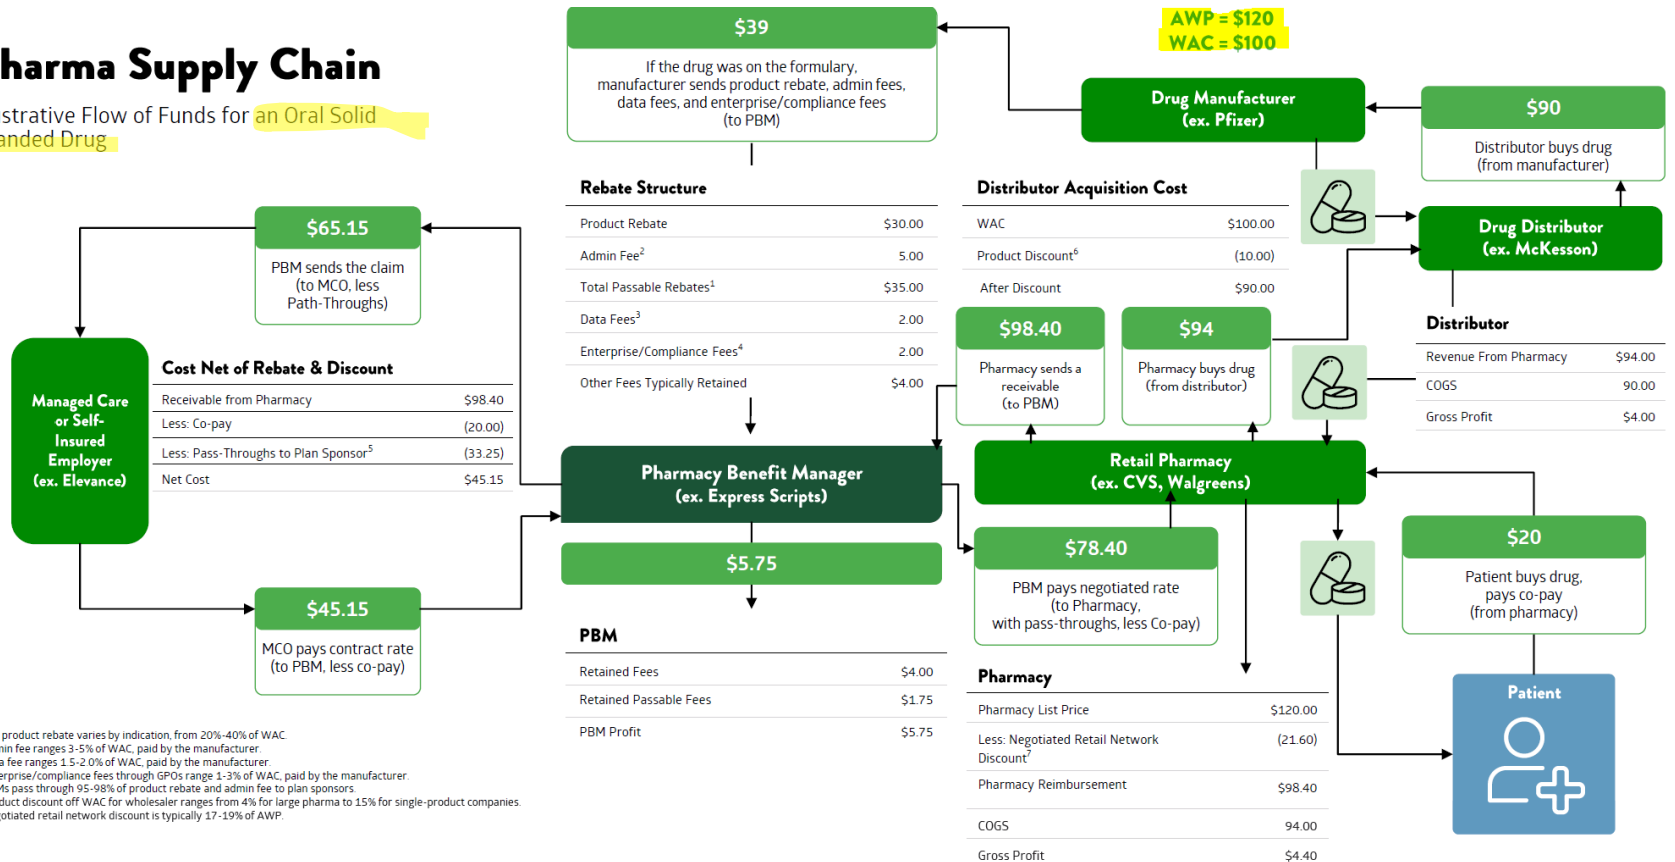 AWP = $120
WAC = $100
harma Supply Chain
strative Flow of Funds for an Oral Solid
anded Drug
$39
If the drug was on the formulary,
manufacturer sends product rebate, admin fees,
data fees, and enterprise/compliance fees
(to PBM)
Drug Manufacturer
(ex. Pfizer)
$90
Distributor buys drug
(from manufacturer)
Rebate Structure
Product Rebate $30.00
Admin Fee2 5.00
Total Passable Rebates1 $35.00
Data Fees3 2.00
Enterprise/Compliance Fees4 2.00
Other Fees Typically Retained $4.00
Distributor Acquisition Cost
WAC $100.00
Product Discount6 (10.00)
After Discount $90.00
Drug Distributor
(ex. McKesson)
$65.15
PBM sends the claim
(to MCO, less
Path-Throughs)
$98.40
Pharmacy sends a
receivable
(to PBM)
$94
Pharmacy buys drug
(from distributor)
Distributor
Revenue From Pharmacy $94.00
COGS 90.00
Gross Profit $4.00
Managed Care
or Self-
Insured
Employer
(ex. Elevance)
Cost Net of Rebate & Discount
Receivable from Pharmacy $98.40
Less: Co-pay (20.00)
Less: Pass-Throughs to Plan Sponsor5 (33.25)
Net Cost $45.15
Pharmacy Benefit Manager
(ex. Express Scripts)
Retail Pharmacy
(ex. CVS, Walgreens)
$5.75
$78.40
PBM pays negotiated rate
(to Pharmacy,
with pass-throughs, less Co-pay)
$20
Patient buys drug,
pays co-pay
(from pharmacy)
$45.15
MCO pays contract rate
(to PBM, less co-pay)
PBM
Retained Fees $4.00
Retained Passable Fees $1.75
PBM Profit $5.75
Pharmacy
Pharmacy List Price $120.00
Less: Negotiated Retail Network (21.60)
Discount7
Pharmacy Reimbursement $98.40
COGS 94.00
Gross Profit $4.40
Patient
product rebate varies by indication, from 20%-40% of WAC.
min fee ranges 3-5% of WAC, paid by the manufacturer.
a fee ranges 1.5-2.0% of WAC, paid by the manufacturer.
erprise/compliance fees through GPOs range 1-3% of WAC, paid by the manufacturer.
Ms pass through 95-98% of product rebate and admin fee to plan sponsors.
duct discount off WAC for wholesaler ranges from 4% for large pharma to 15% for single-product companies.
gotiated retail network discount is typically 17-19% of AWP.